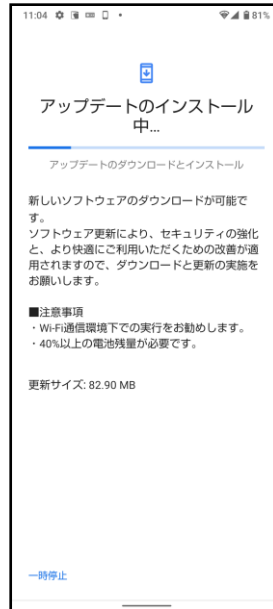 11:04
81%
アップデートのインストール
中...
アップデートのダウンロードとインストール
新しいソフトウェアのダウンロードが可能で
す。
ソフトウェア更新により、セキュリティの強化
と、より快適にご利用いただくための改善が適
用されますので、ダウンロードと更新の実施を
お願いします。
■注意事項
・Wi-Fi通信環境下での実行をお勧めします。
・40%以上の電池残量が必要です。
更新サイズ: 82.90 MB
一時停止